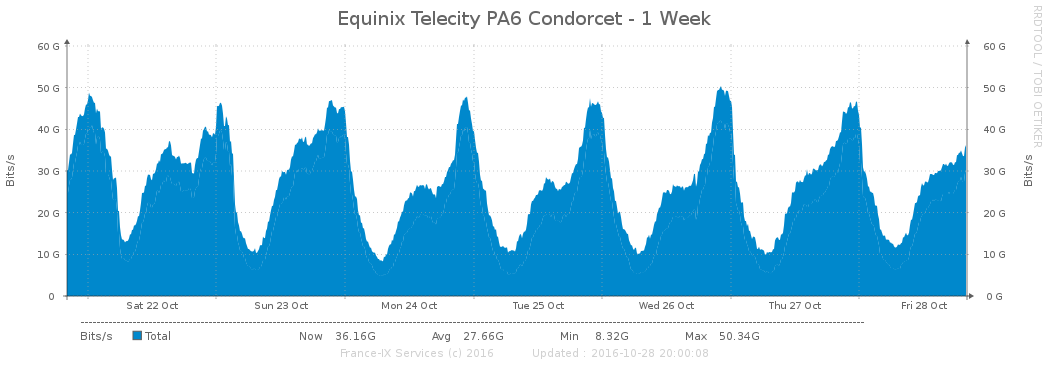 Equinix Telecity PA6 Condorcet - 1 Week
RRDTOOL / TOBI OETIKER
Bits/s
60 G 60 G
50 G 50 G
40 G 40 G
30 G 30 G
20 G 20 G
10 G 10 G
0 0 G
Bits/s
Sat 22 Oct Sun 23 Oct Mon 24 Oct Tue 25 Oct Wed 26 Oct Thu 27 Oct Fri 28 Oct
Bits/s Total Now 36.16G Avg 27.66G Min 8.32G Max 50.34G
France-IX Services (c) 2016 Updated : 2016-10-28 20:00:08